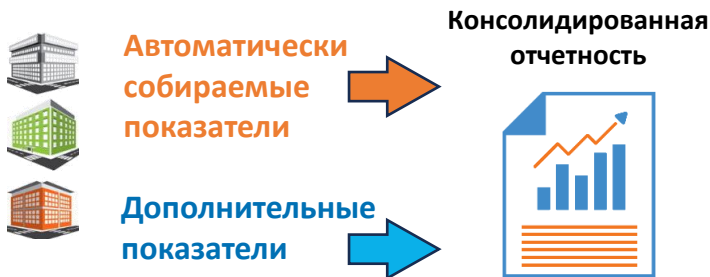 Консолидированная
отчетность
Автоматически
собираемые
показатели
Дополнительные
показатели